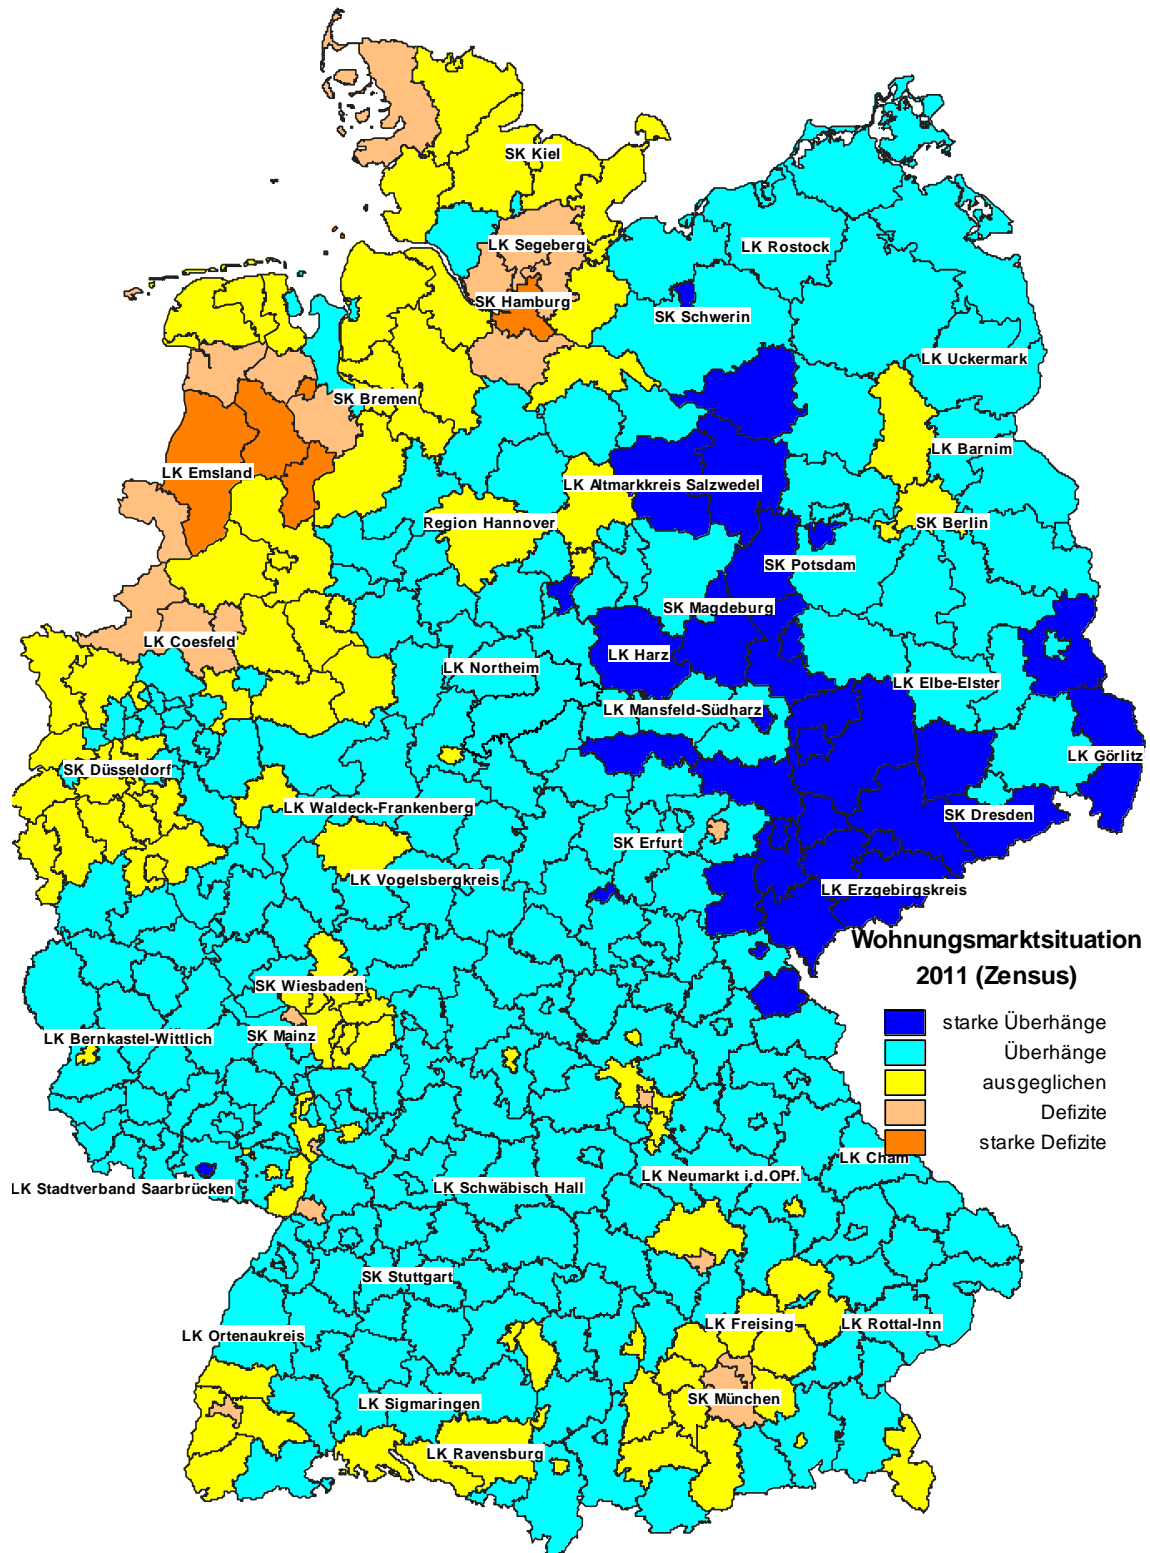 SK Kiel
LK Segeberg
LK Rostock
SK Hamburg
SK Schwerin
LK Uckermark
SK Bremen
LK Barnim
LK Emsland
LK Altmarkkreis Salzwedel
Region Hannover
SK Berlin
SK Potsdam
SK Magdeburg
LK Coesfeld
LK Harz
LK Northeim
LK Elbe-Elster
LK Mansfeld-Südharz
LK Görlitz
SK Düsseldorf
LK Waldeck-Frankenberg
SK Dresden
SK Erfurt
LK Vogelsbergkreis
LK Erzgebirgskreis
Wohnungsmarktsituation
2011 (Zensus)
starke Überhänge
Überhänge
ausgeglichen
Defizite
starke Defizite
SK Wiesbaden
SK Mainz
LK Bernkastel-Wittlich
LK Cham
LK Neumarkt i.d.OPf.
LK Stadtverband Saarbrücken
LK Schwäbisch Hall
SK Stuttgart
LK Freising
LK Rottal-Inn
LK Ortenaukreis
SK München
LK Sigmaringen
LK Ravensburg